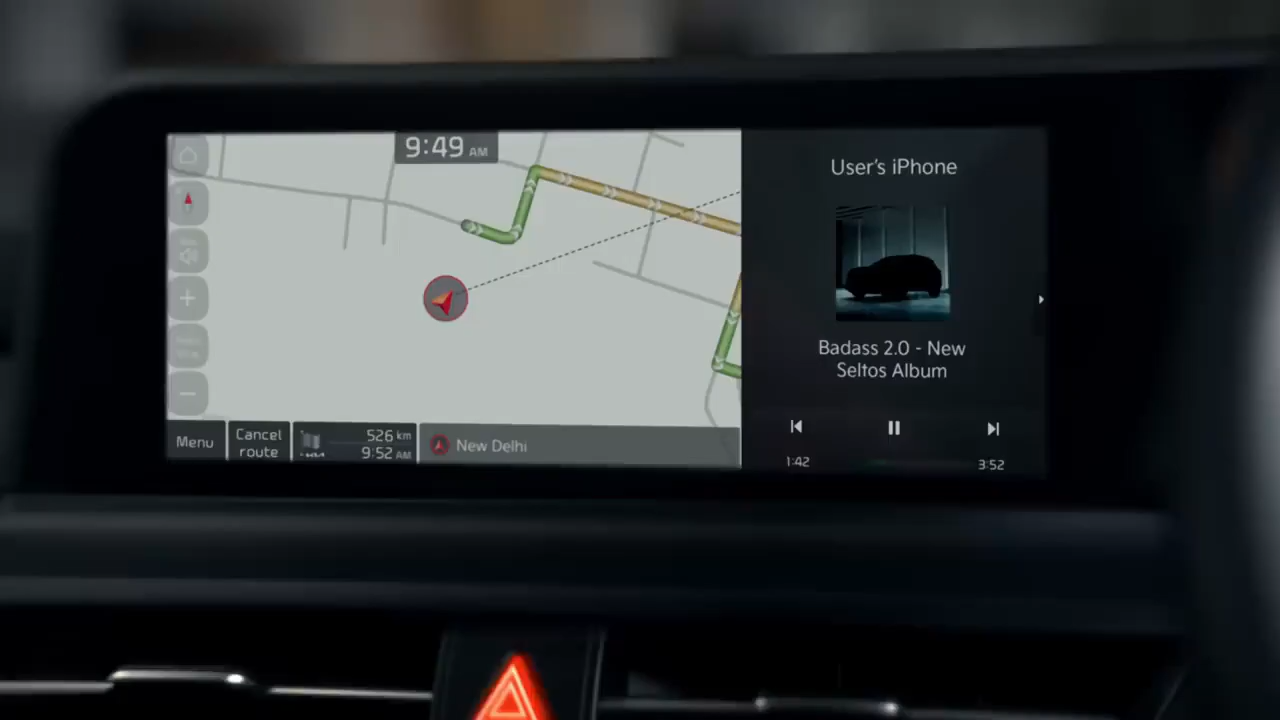 9:49 AM
Menu
Cancel
route
526 km
9:52 AM
New Delhi
User's iPhone
Badass 2.0 - New
Seltos Album
1:42
3:52